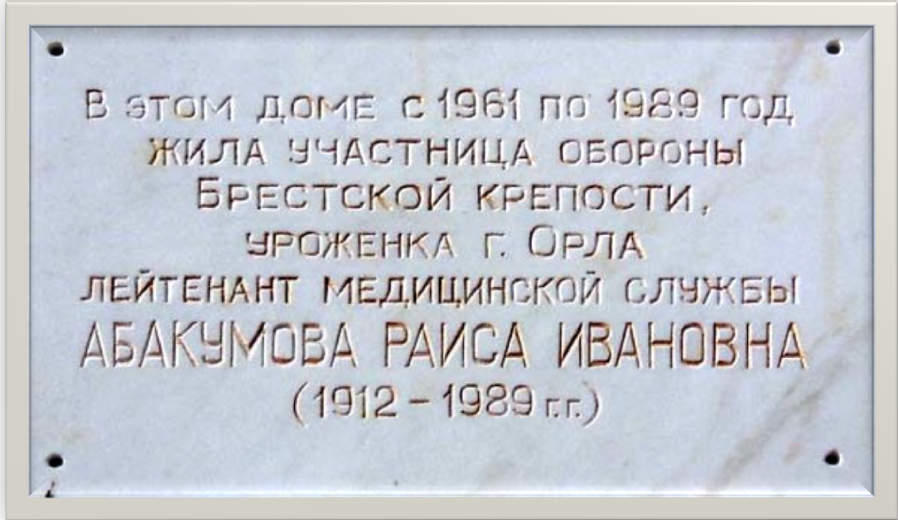 В этом доме с 1961 по 1989 год
жила участница обороны
Брестской крепости,
уроженка г. Орла
лейтенант медицинской службы
АБАКУМОВА РАИСА ИВАНОВНА
(1912 - 1989 г.г.)